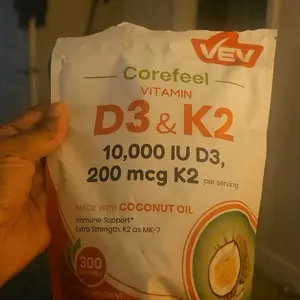 VEV
Corefeel
VITAMIN
D3 & K2
10,000 IU D3,
200 mcg K2 per serving
MADE WITH COCONUT OIL
Immune Support*
Extra Strength, K2 as MK-7
300